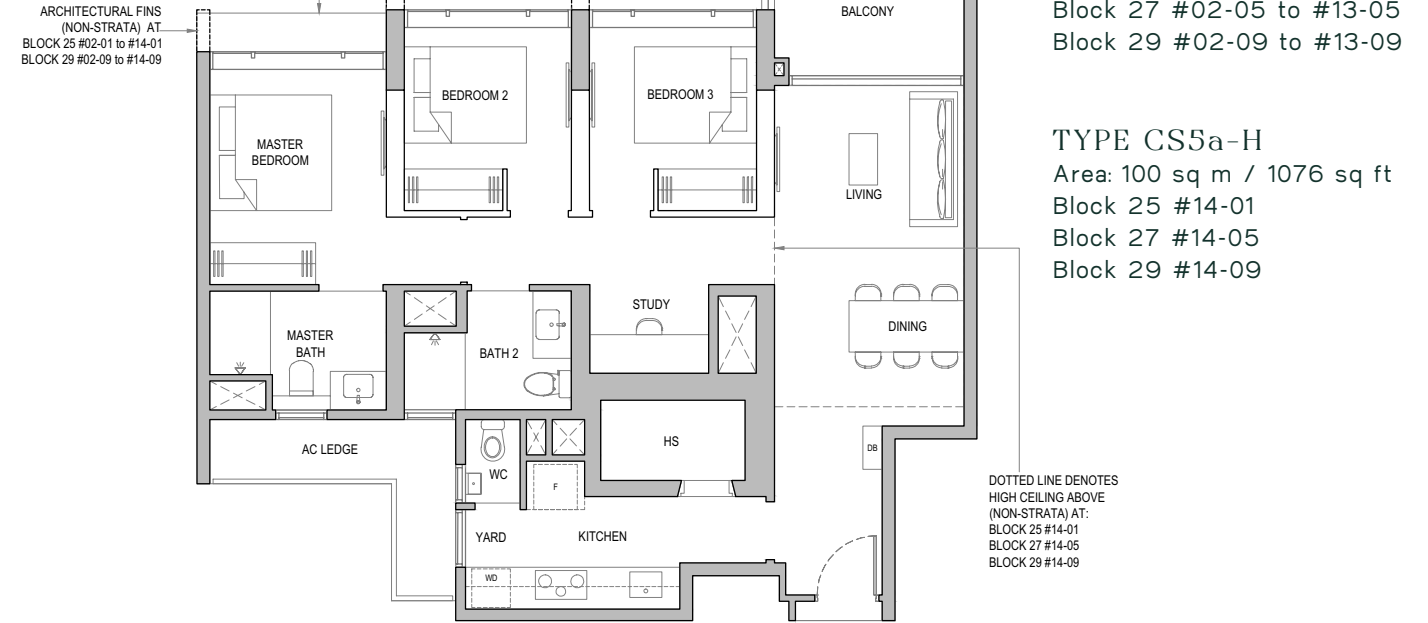 ARCHITECTURAL FINS
(NON-STRATA) AT
BLOCK 25 #02-01 to #14-01
BLOCK 29 #02-09 to #14-09
BALCONY
Block 27 #02-05 to #13-05
Block 29 #02-09 to #13-09
BEDROOM 2
BEDROOM 3
MASTER
BEDROOM
LIVING
TYPE CS5a-H
Area: 100 sq m / 1076 sq ft
Block 25 #14-01
Block 27 #14-05
Block 29 #14-09
STUDY
DINING
MASTER
BATH
BATH 2
AC LEDGE
HS
DB
WC
F
YARD
KITCHEN
WD
DOTTED LINE DENOTES
HIGH CEILING ABOVE
(NON-STRATA) AT:
BLOCK 25 #14-01
BLOCK 27 #14-05
BLOCK 29 #14-09